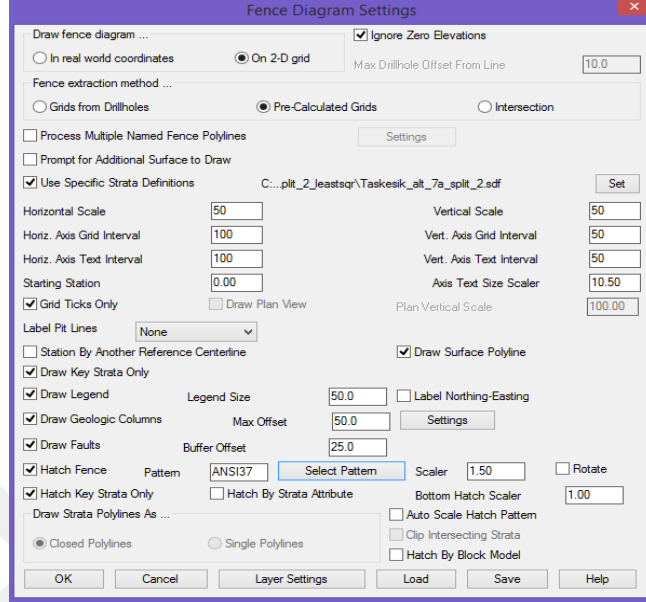 Fence Diagram Settings
Draw fence diagram ...
In real world coordinates On 2-D grid
Ignore Zero Elevations
Max Drillhole Offset From Line 10.0
Fence extraction method ...
Grids from Drillholes Pre-Calculated Grids Intersection
Process Multiple Named Fence Polylines Settings
Prompt for Additional Surface to Draw
Use Specific Strata Definitions C:...plit_2_leastsqr\Taskesik_alt_7a_split_2.sdf Set
Horizontal Scale 50 Vertical Scale 50
Horiz. Axis Grid Interval 100 Vert. Axis Grid Interval 50
Horiz. Axis Text Interval 100 Vert. Axis Text Interval 50
Starting Station 0.00 Axis Text Size Scaler 10.50
Grid Ticks Only Draw Plan View Plan Vertical Scale 100.00
Label Pit Lines None
Station By Another Reference Centerline Draw Surface Polyline
Draw Key Strata Only
Draw Legend Legend Size 50.0 Label Northing-Easting
Draw Geologic Columns Max Offset 50.0 Settings
Draw Faults Buffer Offset 25.0
Hatch Fence Pattern ANSI37 Select Pattern Scaler 1.50 Rotate
Hatch Key Strata Only Hatch By Strata Attribute Bottom Hatch Scaler 1.00
Draw Strata Polylines As ... Auto Scale Hatch Pattern
Closed Polylines Single Polylines Clip Intersecting Strata
Hatch By Block Model
OK Cancel Layer Settings Load Save Help